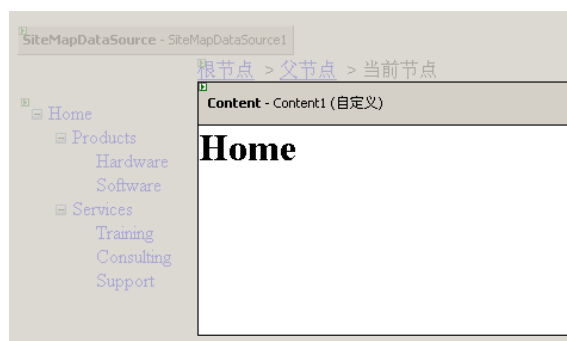 SiteMapDataSource - SiteMapDataSource1
根节点 > 父节点 > 当前节点
Content - Content1 (自定义)
Home
Home
Products
Hardware
Software
Services
Training
Consulting
Support